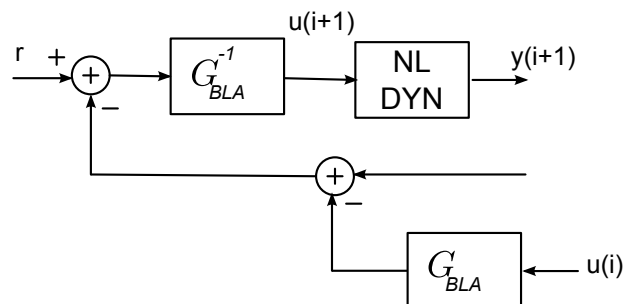 u(i+1)
r
+
+
G_BLA^-1
NL
DYN
y(i+1)
−
+
−
G_BLA
u(i)